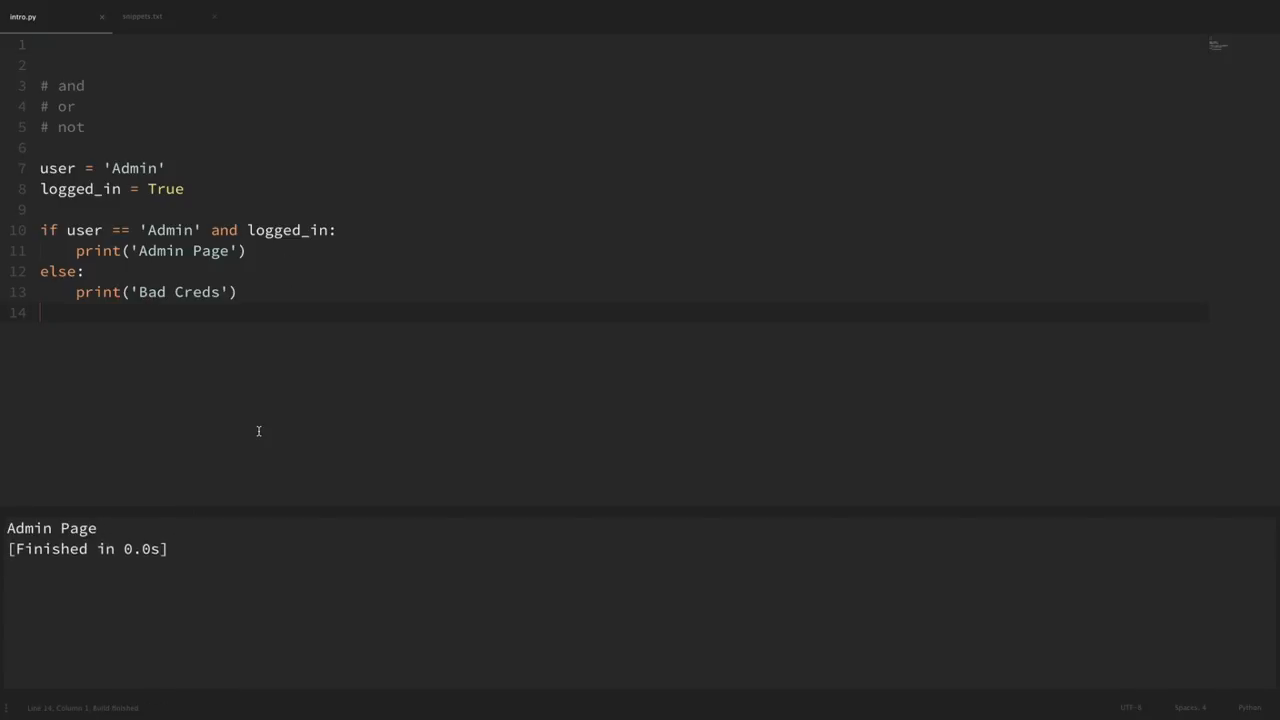 intro.py × snippets.txt ×
1
2
3 # and
4 # or
5 # not
6
7 user = 'Admin'
8 logged_in = True
9
10 if user == 'Admin' and logged_in:
11     print('Admin Page')
12 else:
13     print('Bad Creds')
14
Admin Page
[Finished in 0.0s]
Line 14, Column 1; Build finished UTF-8 Spaces: 4 Python